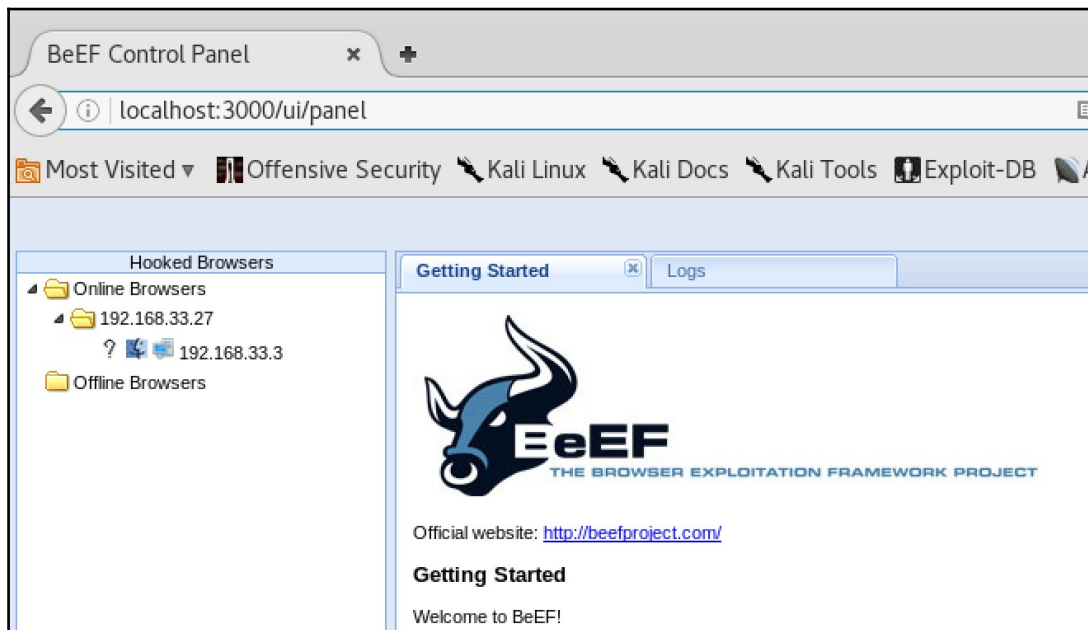 BeEF Control Panel
localhost:3000/ui/panel
Most Visited Offensive Security Kali Linux Kali Docs Kali Tools Exploit-DB
Hooked Browsers
Online Browsers
192.168.33.27
? 192.168.33.3
Offline Browsers
Getting Started Logs
BeEF
THE BROWSER EXPLOITATION FRAMEWORK PROJECT
Official website: http://beefproject.com/
Getting Started
Welcome to BeEF!